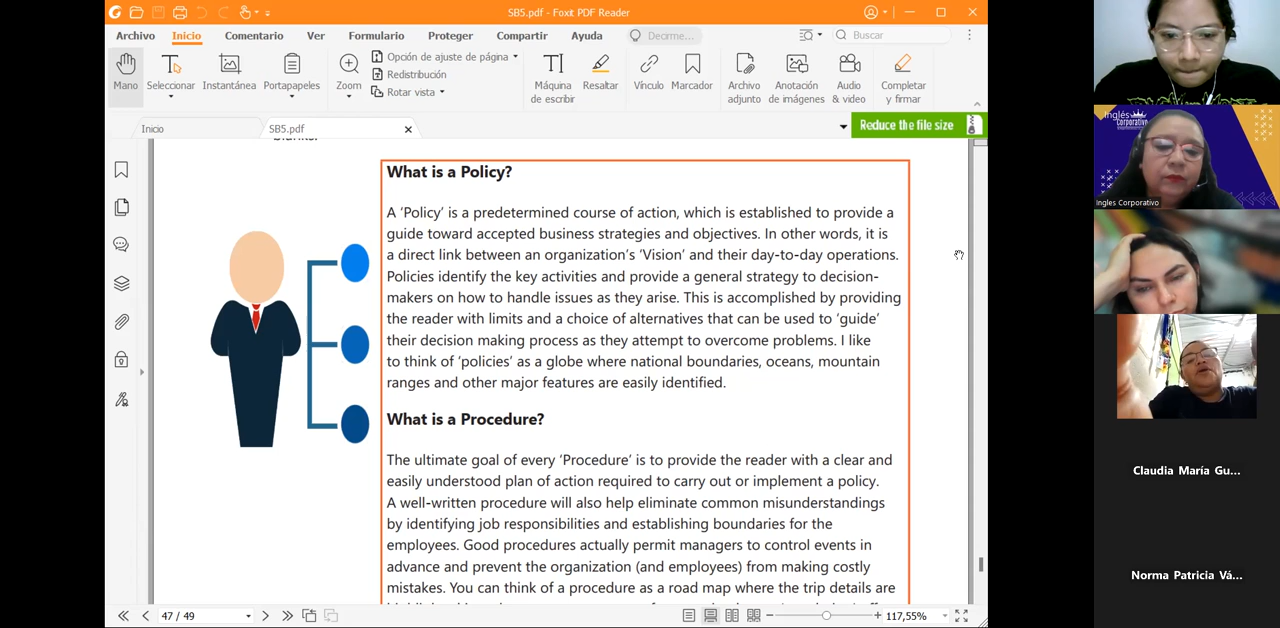 SB5.pdf - Foxit PDF Reader
Archivo Inicio Comentario Ver Formulario Proteger Compartir Ayuda Decirme... Buscar
Mano Seleccionar Instantánea Portapapeles Zoom
Opción de ajuste de página
Redistribución
Rotar vista
Máquina de escribir
Resaltar
Vínculo
Marcador
Archivo adjunto
Anotación de imágenes
Audio & video
Completar y firmar
Inicio SB5.pdf
Reduce the file size
What is a Policy?
A ‘Policy’ is a predetermined course of action, which is established to provide a
guide toward accepted business strategies and objectives. In other words, it is
a direct link between an organization’s ‘Vision’ and their day-to-day operations.
Policies identify the key activities and provide a general strategy to decision-
makers on how to handle issues as they arise. This is accomplished by providing
the reader with limits and a choice of alternatives that can be used to ‘guide’
their decision making process as they attempt to overcome problems. I like
to think of ‘policies’ as a globe where national boundaries, oceans, mountain
ranges and other major features are easily identified.
What is a Procedure?
The ultimate goal of every ‘Procedure’ is to provide the reader with a clear and
easily understood plan of action required to carry out or implement a policy.
A well-written procedure will also help eliminate common misunderstandings
by identifying job responsibilities and establishing boundaries for the
employees. Good procedures actually permit managers to control events in
advance and prevent the organization (and employees) from making costly
mistakes. You can think of a procedure as a road map where the trip details are
47 / 49
117,55%
Inglés
Corporativo
Ingles Corporativo
Claudia María Gu...
Norma Patricia Vá...